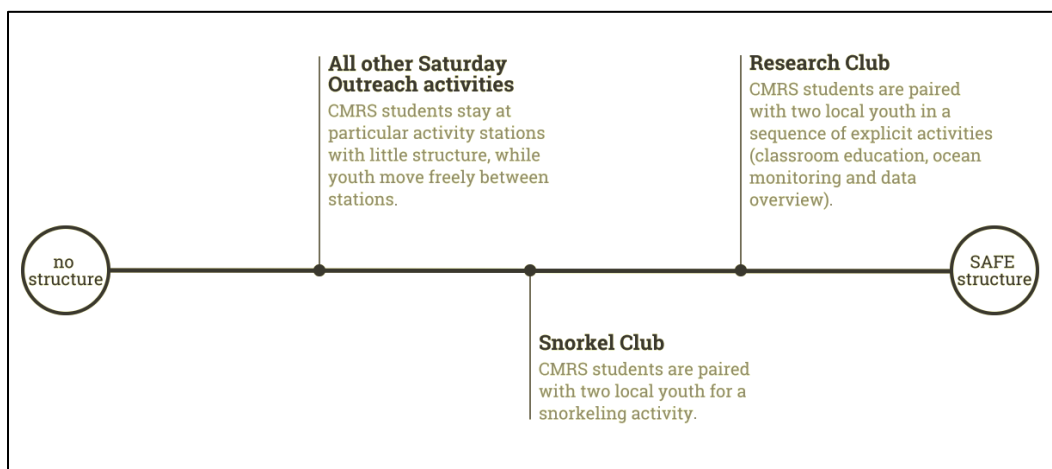 All other Saturday
Outreach activities
CMRS students stay at
particular activity stations
with little structure, while
youth move freely between
stations.
Research Club
CMRS students are paired
with two local youth in a
sequence of explicit activities
(classroom education, ocean
monitoring and data
overview).
no
structure
SAFE
structure
Snorkel Club
CMRS students are paired
with two local youth for a
snorkeling activity.